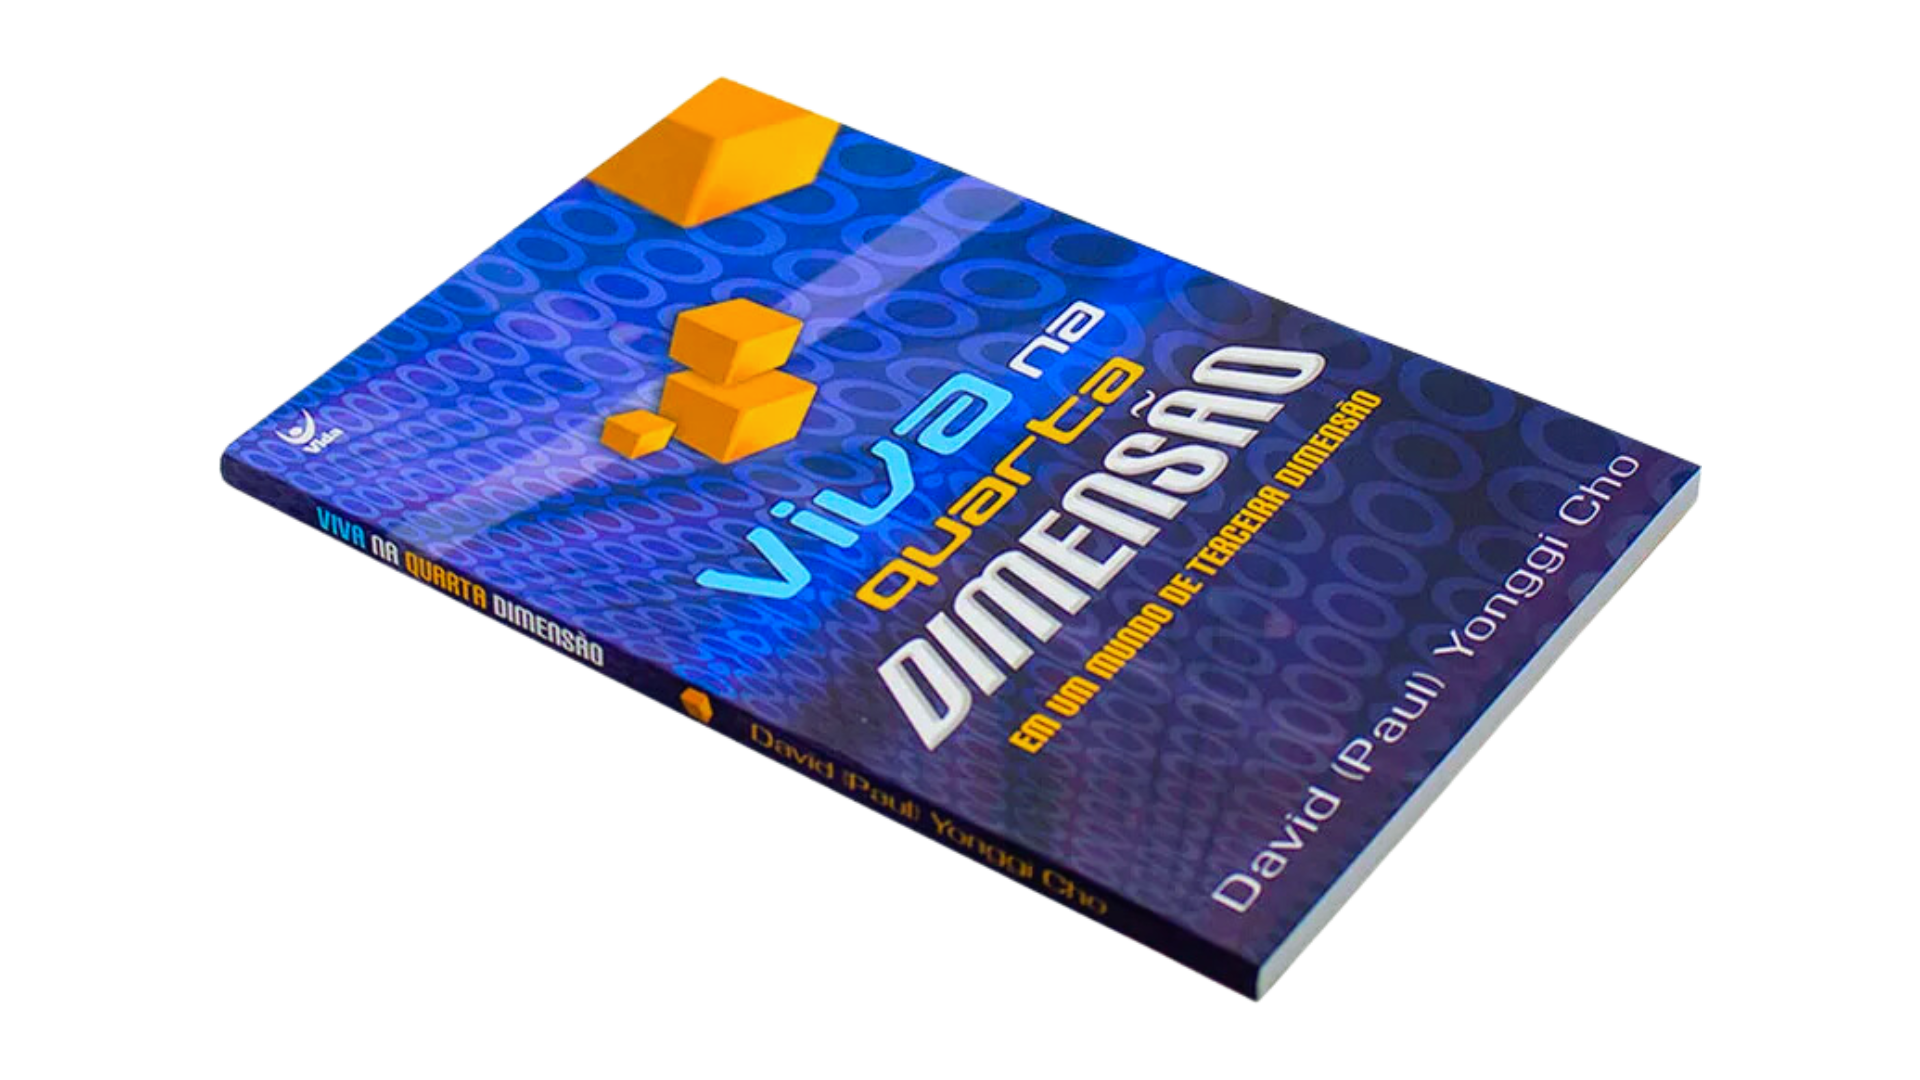 viva na
quarta
DIMENSÃO
EM UM MUNDO DE TERCEIRA DIMENSÃO
David (Paul) Yonggi Cho
Vida
VIVA NA QUARTA DIMENSÃO
David (Paul) Yonggi Cho